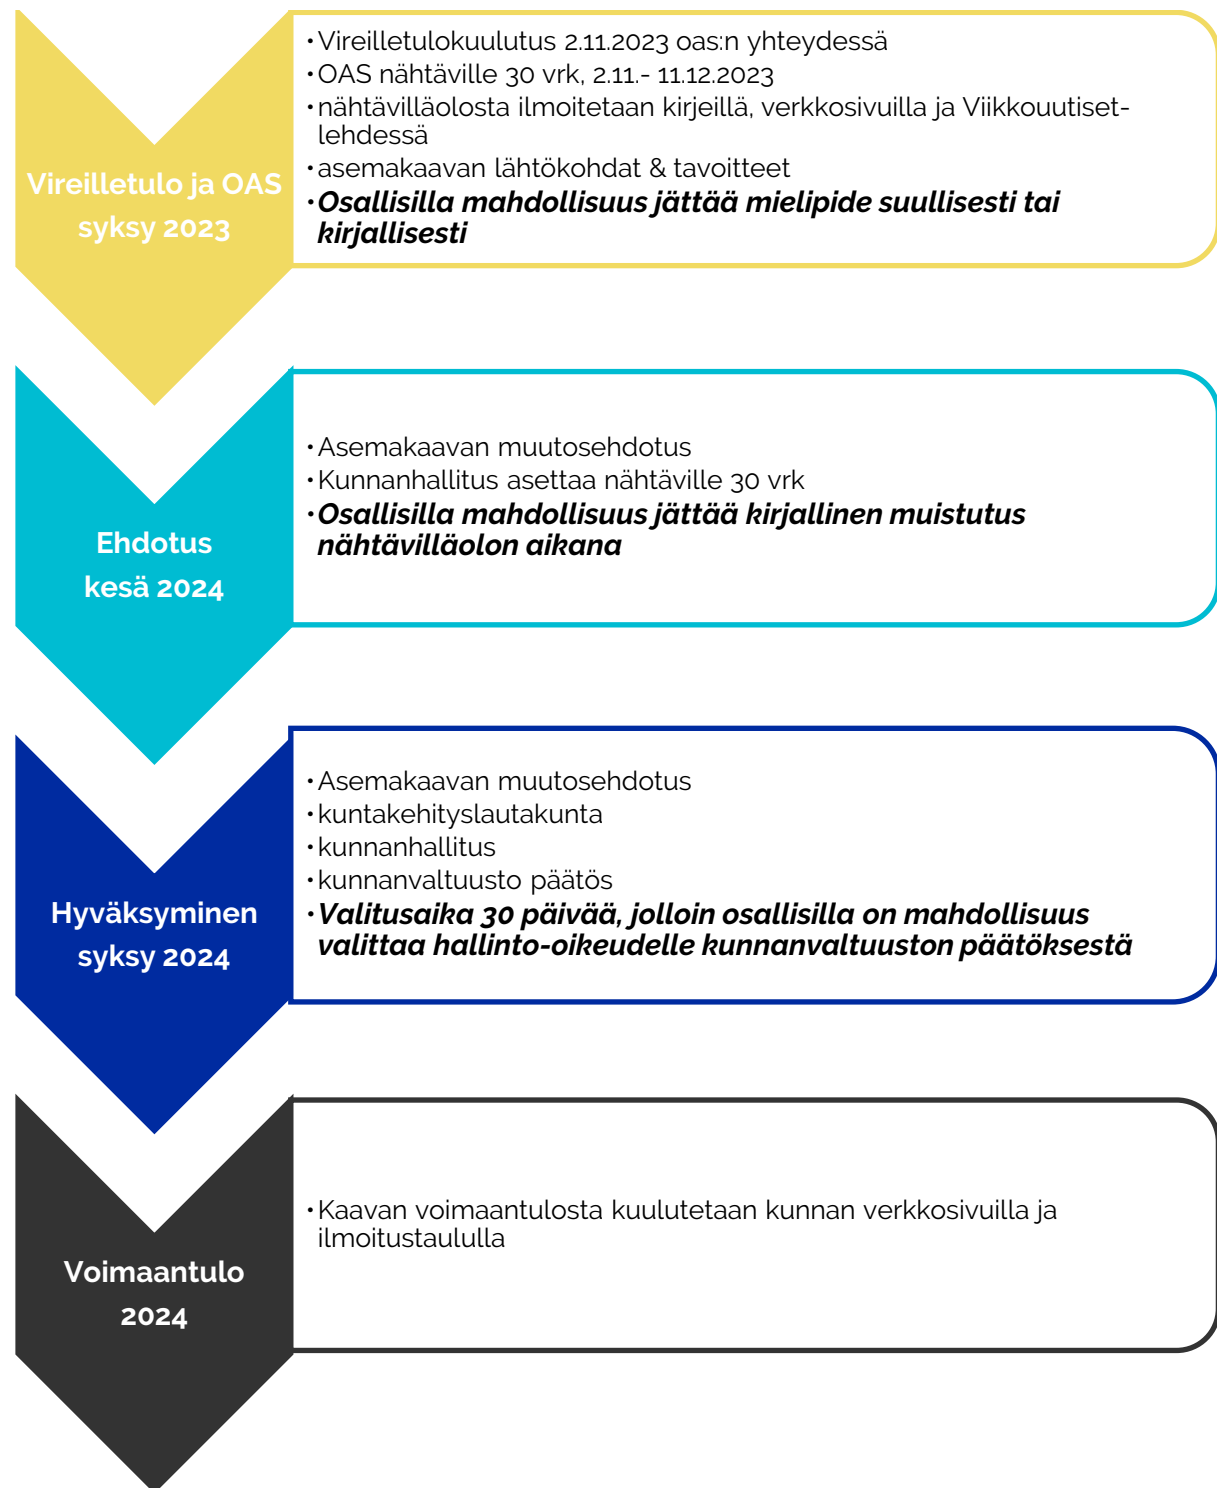 Vireilletulo ja OAS
syksy 2023
•Vireilletulokuulutus 2.11.2023 oas:n yhteydessä
•OAS nähtäville 30 vrk, 2.11.- 11.12.2023
•nähtävilläolosta ilmoitetaan kirjeillä, verkkosivuilla ja Viikkouutiset-
lehdessä
•asemakaavan lähtökohdat & tavoitteet
•Osallisilla mahdollisuus jättää mielipide suullisesti tai
kirjallisesti
Ehdotus
kesä 2024
•Asemakaavan muutosehdotus
•Kunnanhallitus asettaa nähtäville 30 vrk
•Osallisilla mahdollisuus jättää kirjallinen muistutus
nähtävilläolon aikana
Hyväksyminen
syksy 2024
•Asemakaavan muutosehdotus
•kuntakehityslautakunta
•kunnanhallitus
•kunnanvaltuusto päätös
•Valitusaika 30 päivää, jolloin osallisilla on mahdollisuus
valittaa hallinto-oikeudelle kunnanvaltuuston päätöksestä
Voimaantulo
2024
•Kaavan voimaantulosta kuulutetaan kunnan verkkosivuilla ja
ilmoitustaululla